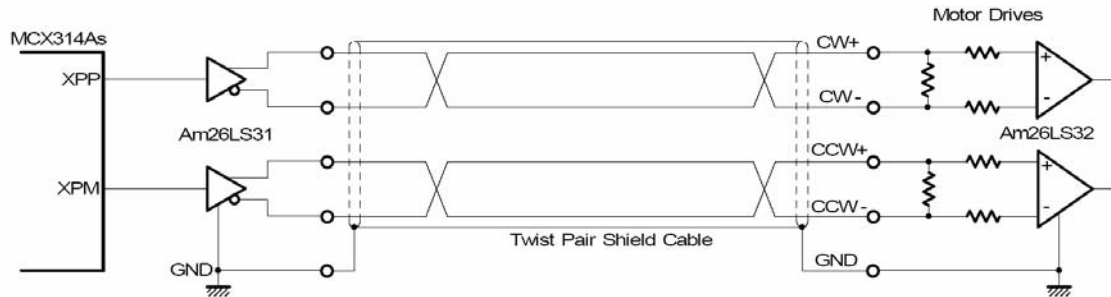 Motor Drives
MCX314As
CW+
XPP
+
-
CW-
Am26LS31
Am26LS32
CCW+
XPM
+
-
CCW-
Twist Pair Shield Cable
GND
GND